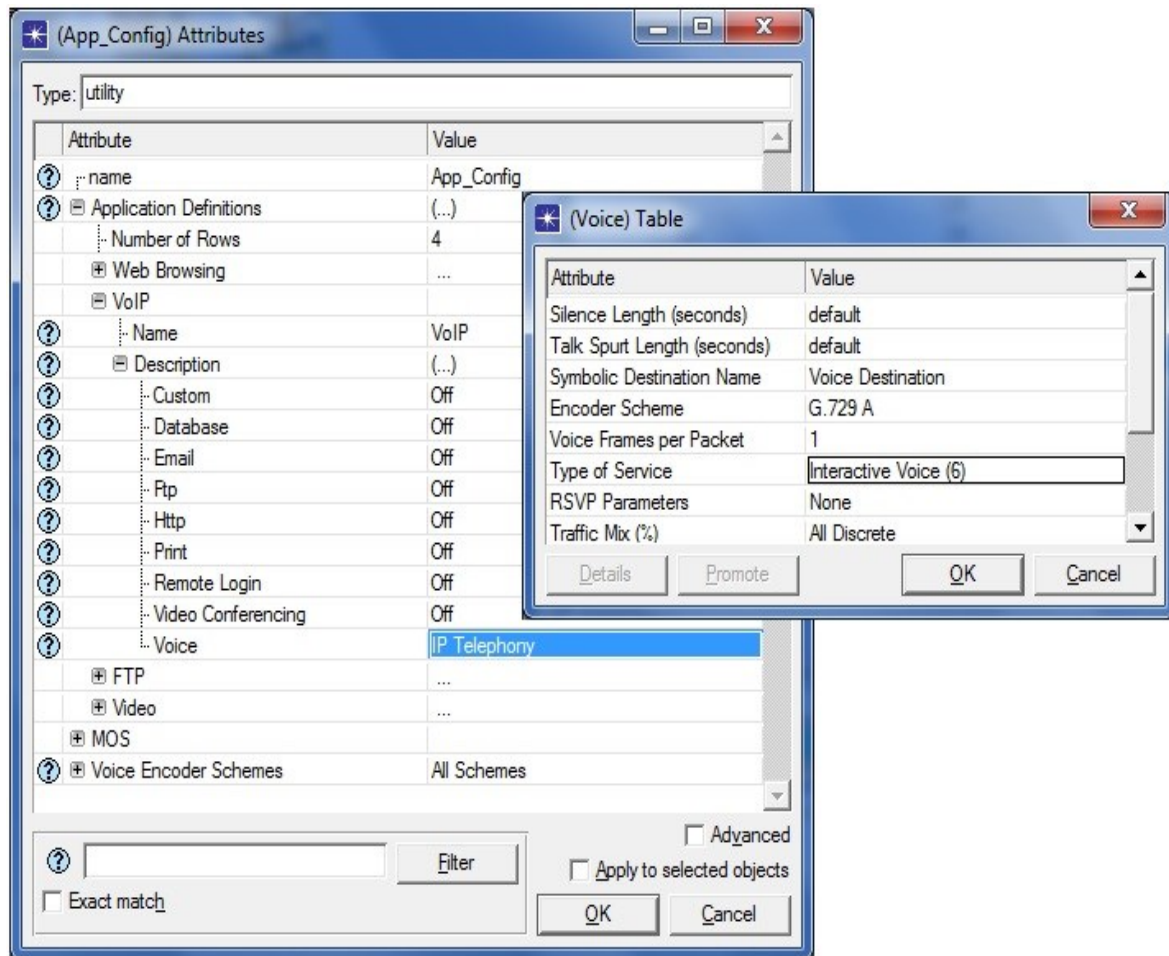 (App_Config) Attributes
Type: utility
Attribute Value
name App_Config
Application Definitions (...)
Number of Rows 4
Web Browsing ...
VoIP
Name VoIP
Description (...)
Custom Off
Database Off
Email Off
Ftp Off
Http Off
Print Off
Remote Login Off
Video Conferencing Off
Voice IP Telephony
FTP ...
Video ...
MOS
Voice Encoder Schemes All Schemes
Advanced
Filter
Apply to selected objects
Exact match
OK Cancel
(Voice) Table
Attribute Value
Silence Length (seconds) default
Talk Spurt Length (seconds) default
Symbolic Destination Name Voice Destination
Encoder Scheme G.729 A
Voice Frames per Packet 1
Type of Service Interactive Voice (6)
RSVP Parameters None
Traffic Mix (%) All Discrete
Details Promote OK Cancel